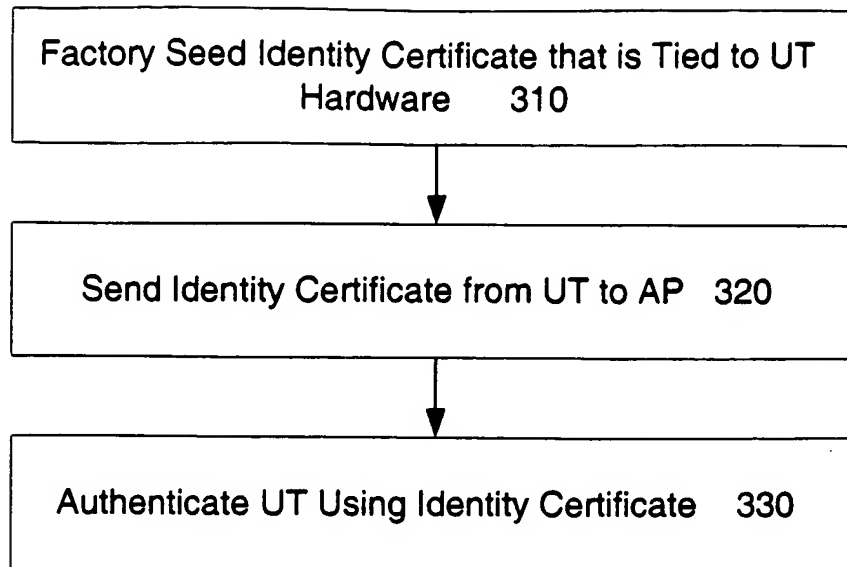 Factory Seed Identity Certificate that is Tied to UT
Hardware 310
Send Identity Certificate from UT to AP 320
Authenticate UT Using Identity Certificate 330